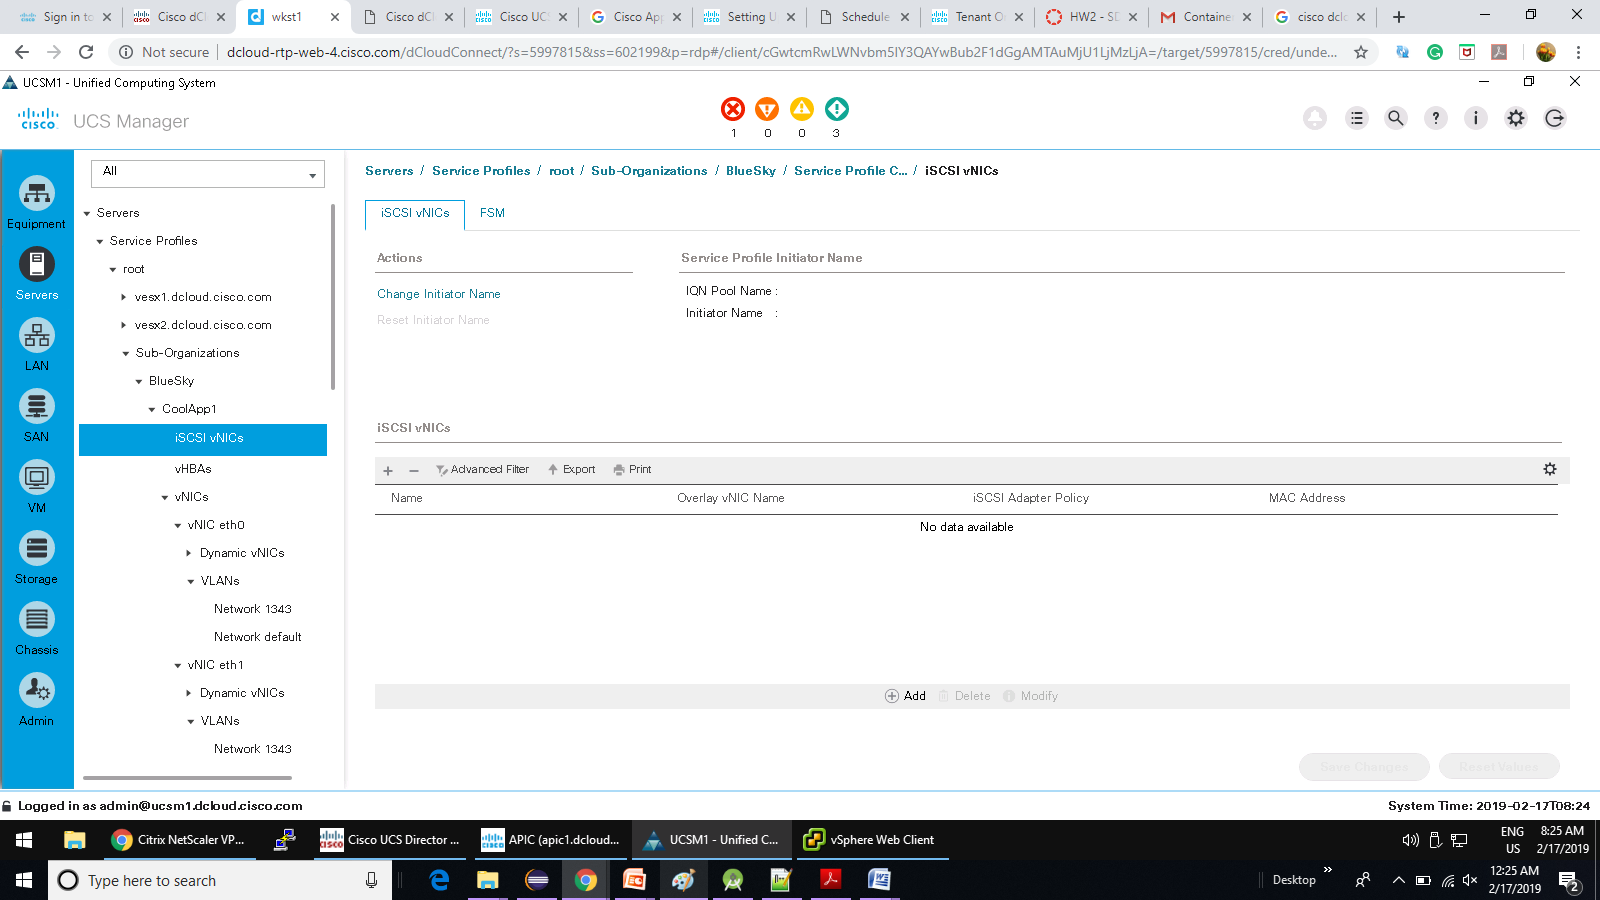 Sign in to
Cisco dCl
wkst1
Cisco dCl
Cisco UCS
Cisco App
Setting U
Schedule
Tenant O
HW2 - SD
Container
cisco dclo
Not secure
dcloud-rtp-web-4.cisco.com/dCloudConnect/?s=5997815&ss=602199&p=rdp#/client/cGwtcmRwLWNvbm5lY3QAYwBub2F1dGgAMTAuMjU1LjMzLjA=/target/5997815/cred/unde...
UCSM1 - Unified Computing System
CISCO
UCS Manager
1 0 0 3
Equipment
Servers
LAN
SAN
VM
Storage
Chassis
Admin
All
Servers
Service Profiles
root
vesx1.dcloud.cisco.com
vesx2.dcloud.cisco.com
Sub-Organizations
BlueSky
CoolApp1
iSCSI vNICs
vHBAs
vNICs
vNIC eth0
Dynamic vNICs
VLANs
Network 1343
Network default
vNIC eth1
Dynamic vNICs
VLANs
Network 1343
Servers / Service Profiles / root / Sub-Organizations / BlueSky / Service Profile C... / iSCSI vNICs
iSCSI vNICs FSM
Actions
Change Initiator Name
Reset Initiator Name
Service Profile Initiator Name
IQN Pool Name :
Initiator Name :
iSCSI vNICs
+ − Advanced Filter Export Print
Name Overlay vNIC Name iSCSI Adapter Policy MAC Address
No data available
Add Delete Modify
Save Changes Reset Values
Logged in as admin@ucsm1.dcloud.cisco.com
System Time: 2019-02-17T08:24
Citrix NetScaler VP...
Cisco UCS Director ...
APIC (apic1.dcloud...
UCSM1 - Unified C...
vSphere Web Client
ENG
US
8:25 AM
2/17/2019
Type here to search
Desktop
12:25 AM
2/17/2019
2